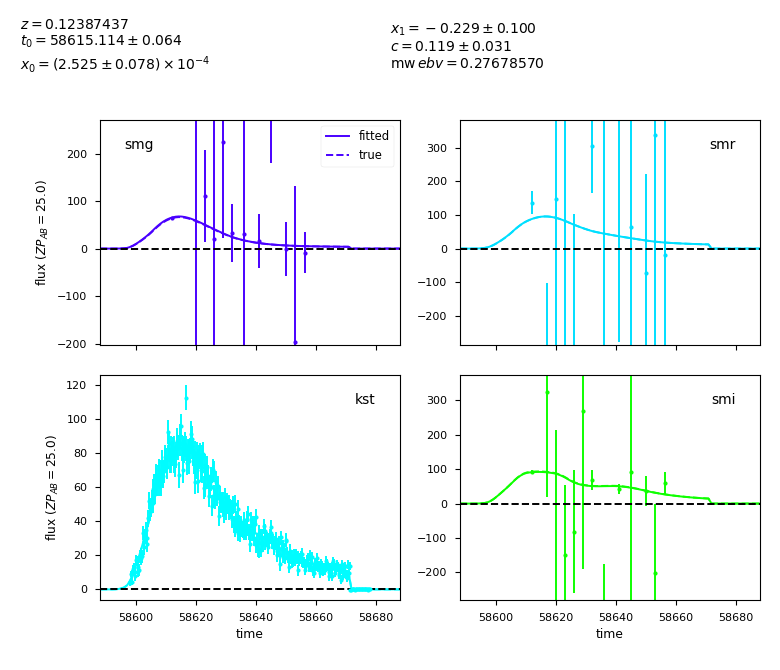 z = 0.12387437
t0 = 58615.114 ± 0.064
x0 = (2.525 ± 0.078) × 10^−4
x1 = −0.229 ± 0.100
c = 0.119 ± 0.031
mw ebv = 0.27678570
smg
fitted
true
200
100
0
−100
−200
flux (ZP_AB = 25.0)
smr
300
200
100
0
−100
−200
kst
120
100
80
60
40
20
0
flux (ZP_AB = 25.0)
58600 58620 58640 58660 58680
time
smi
300
200
100
0
−100
−200
58600 58620 58640 58660 58680
time